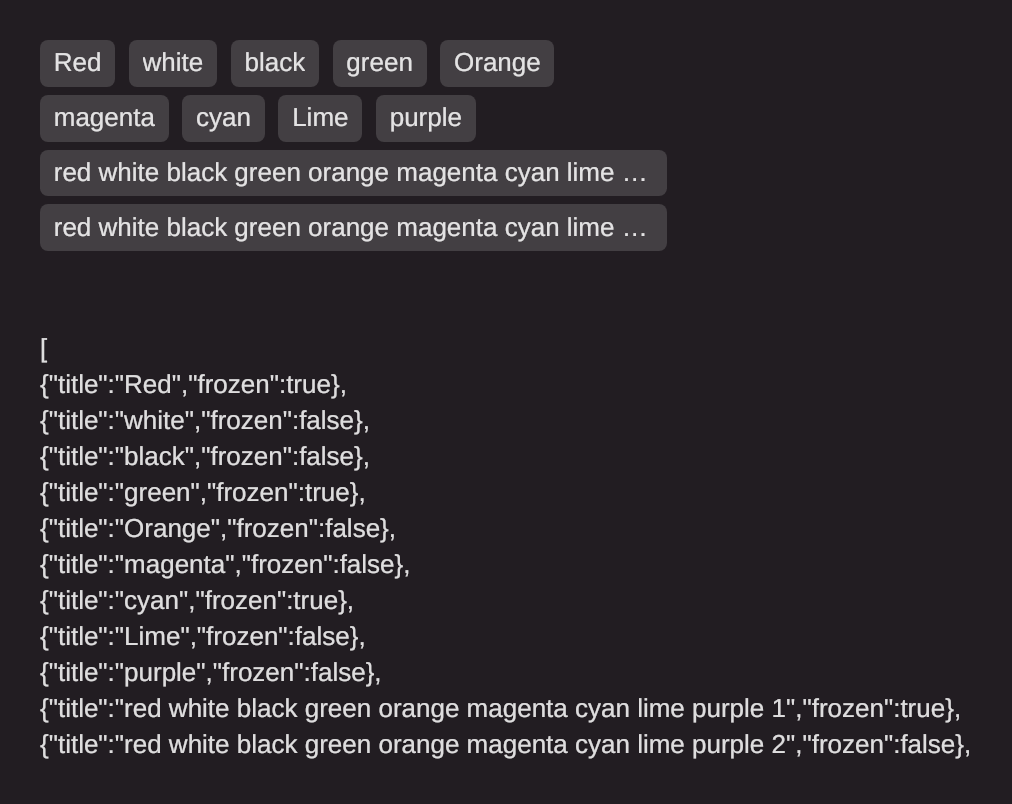 Red white black green Orange
magenta cyan Lime purple
red white black green orange magenta cyan lime …
red white black green orange magenta cyan lime …
[
{"title":"Red","frozen":true},
{"title":"white","frozen":false},
{"title":"black","frozen":false},
{"title":"green","frozen":true},
{"title":"Orange","frozen":false},
{"title":"magenta","frozen":false},
{"title":"cyan","frozen":true},
{"title":"Lime","frozen":false},
{"title":"purple","frozen":false},
{"title":"red white black green orange magenta cyan lime purple 1","frozen":true},
{"title":"red white black green orange magenta cyan lime purple 2","frozen":false},